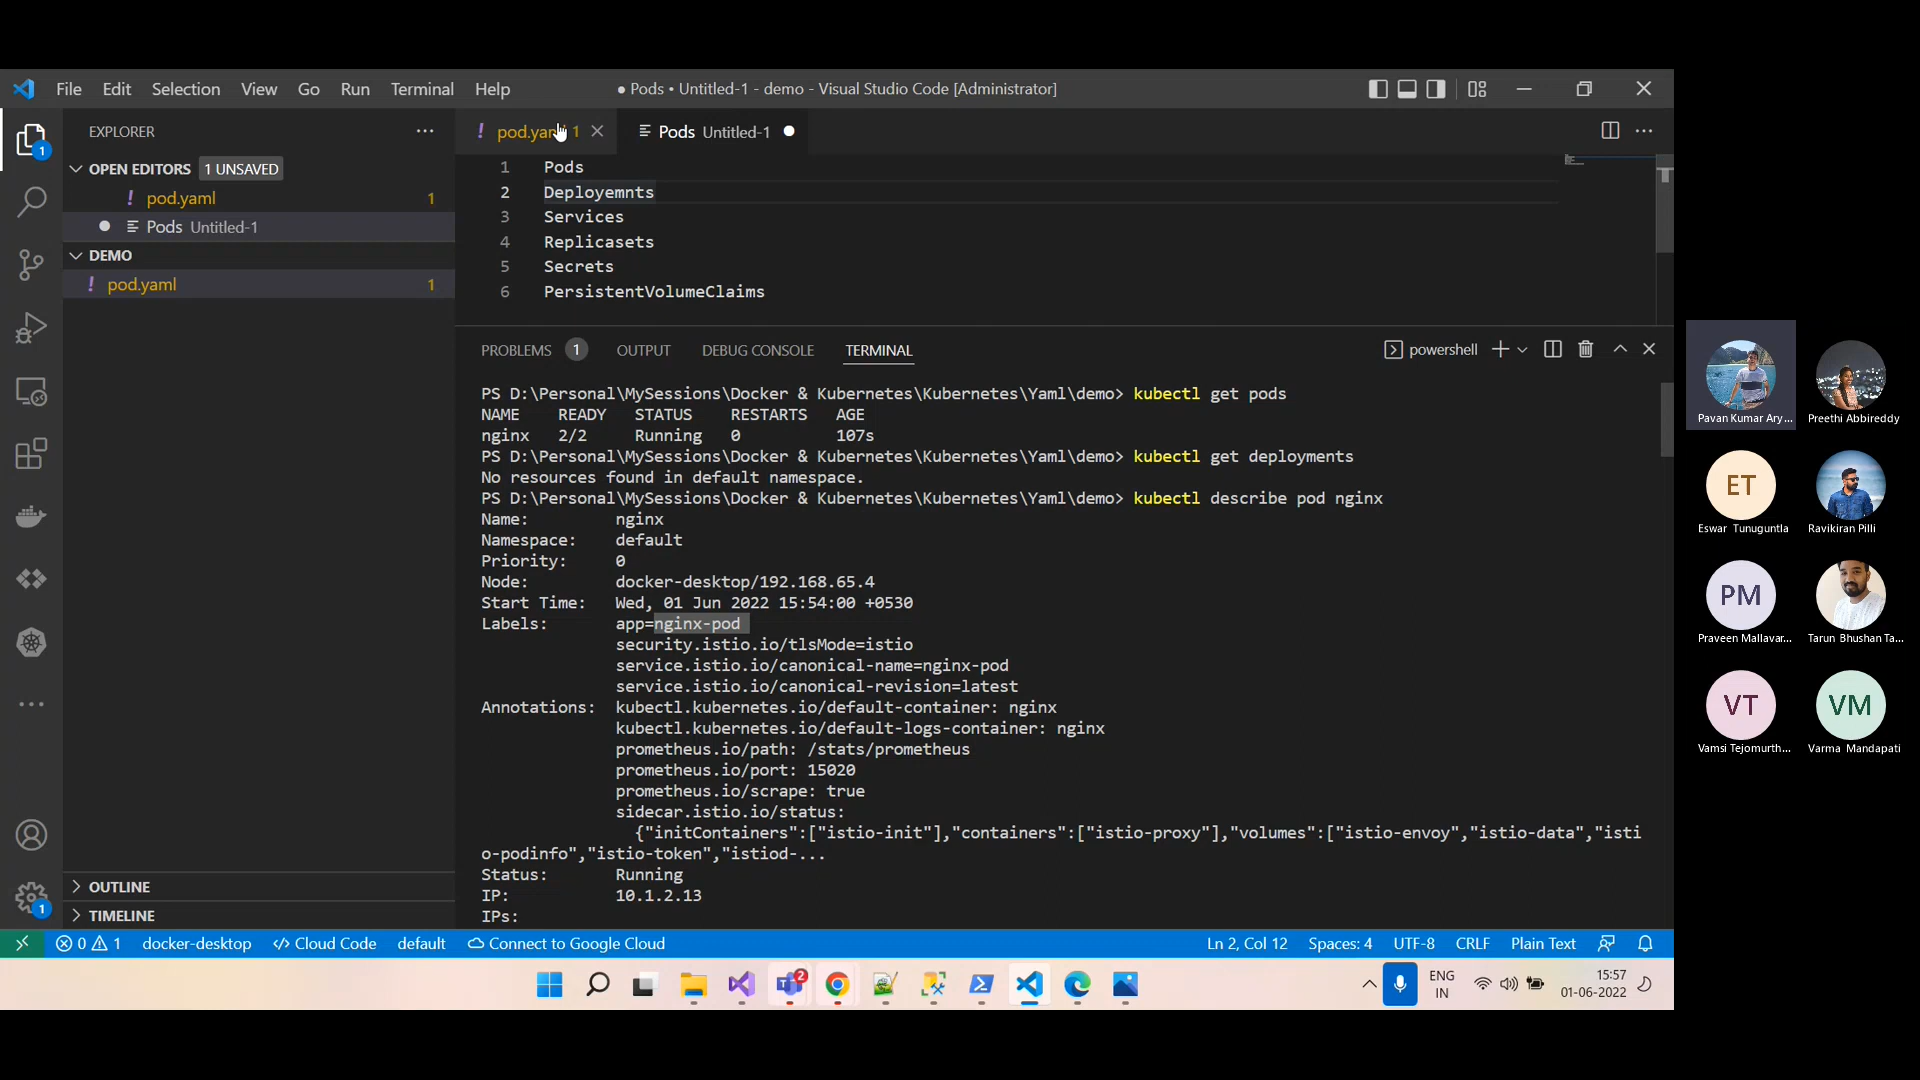 File Edit Selection View Go Run Terminal Help
● Pods • Untitled-1 - demo - Visual Studio Code [Administrator]
EXPLORER
OPEN EDITORS 1 UNSAVED
! pod.yaml 1
Pods Untitled-1
DEMO
! pod.yaml 1
OUTLINE
TIMELINE
1
1
! 1
Pods Untitled-1
1 Pods
2 Deployemnts
3 Services
4 Replicasets
5 Secrets
6 PersistentVolumeClaims
PROBLEMS 1 OUTPUT DEBUG CONSOLE TERMINAL
powershell
PS D:\Personal\MySessions\Docker & Kubernetes\Kubernetes\Yaml\demo> kubectl get pods
NAME READY STATUS RESTARTS AGE
nginx 2/2 Running 0 107s
PS D:\Personal\MySessions\Docker & Kubernetes\Kubernetes\Yaml\demo> kubectl get deployments
No resources found in default namespace.
PS D:\Personal\MySessions\Docker & Kubernetes\Kubernetes\Yaml\demo> kubectl describe pod nginx
Name: nginx
Namespace: default
Priority: 0
Node: docker-desktop/192.168.65.4
Start Time: Wed, 01 Jun 2022 15:54:00 +0530
Labels: app=nginx-pod
security.istio.io/tlsMode=istio
service.istio.io/canonical-name=nginx-pod
service.istio.io/canonical-revision=latest
Annotations: kubectl.kubernetes.io/default-container: nginx
kubectl.kubernetes.io/default-logs-container: nginx
prometheus.io/path: /stats/prometheus
prometheus.io/port: 15020
prometheus.io/scrape: true
sidecar.istio.io/status:
{"initContainers":["istio-init"],"containers":["istio-proxy"],"volumes":["istio-envoy","istio-data","isti
o-podinfo","istio-token","istiod-...
Status: Running
IP: 10.1.2.13
IPs:
0 1 docker-desktop Cloud Code default Connect to Google Cloud
Ln 2, Col 12 Spaces: 4 UTF-8 CRLF Plain Text
2
ENG
IN
15:57
01-06-2022
Pavan Kumar Ary...
Preethi Abbireddy
ET
Eswar Tunuguntla
Ravikiran Pilli
PM
Praveen Mallavar...
Tarun Bhushan Ta...
VT
Vamsi Tejomurth...
VM
Varma Mandapati